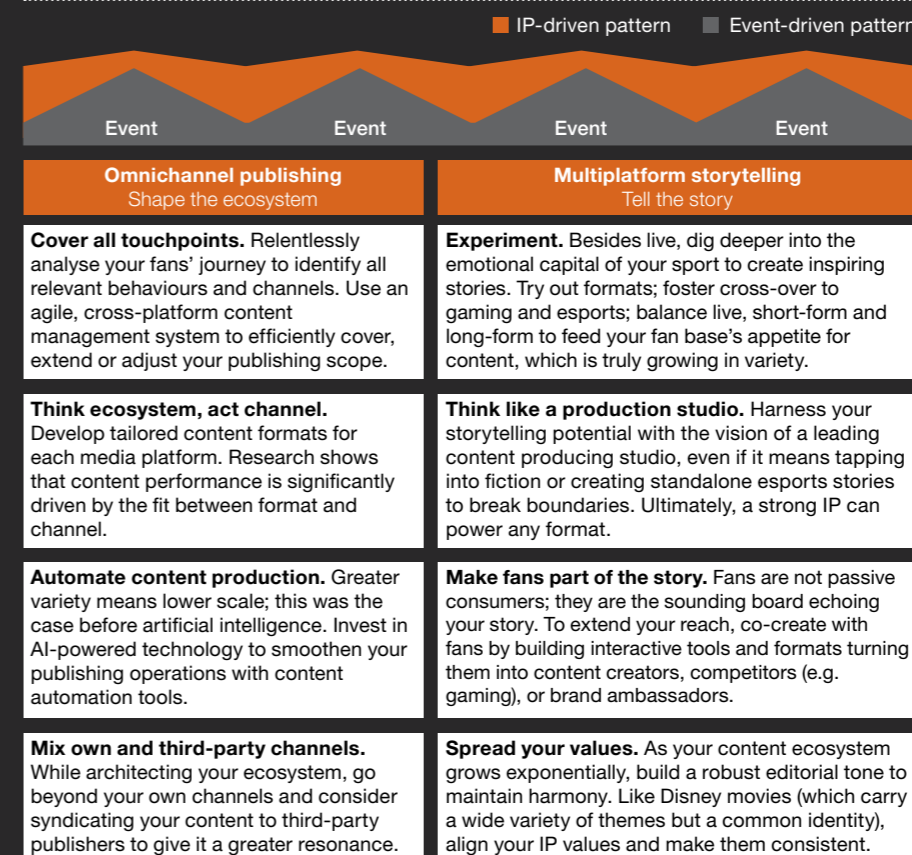 IP-driven pattern Event-driven pattern
Event Event Event Event
Omnichannel publishing
Shape the ecosystem
Cover all touchpoints. Relentlessly
analyse your fans' journey to identify all
relevant behaviours and channels. Use an
agile, cross-platform content
management system to efficiently cover,
extend or adjust your publishing scope.
Think ecosystem, act channel.
Develop tailored content formats for
each media platform. Research shows
that content performance is significantly
driven by the fit between format and
channel.
Automate content production. Greater
variety means lower scale; this was the
case before artificial intelligence. Invest in
AI-powered technology to smoothen your
publishing operations with content
automation tools.
Mix own and third-party channels.
While architecting your ecosystem, go
beyond your own channels and consider
syndicating your content to third-party
publishers to give it a greater resonance.
Multiplatform storytelling
Tell the story
Experiment. Besides live, dig deeper into the
emotional capital of your sport to create inspiring
stories. Try out formats; foster cross-over to
gaming and esports; balance live, short-form and
long-form to feed your fan base's appetite for
content, which is truly growing in variety.
Think like a production studio. Harness your
storytelling potential with the vision of a leading
content producing studio, even if it means tapping
into fiction or creating standalone esports stories
to break boundaries. Ultimately, a strong IP can
power any format.
Make fans part of the story. Fans are not passive
consumers; they are the sounding board echoing
your story. To extend your reach, co-create with
fans by building interactive tools and formats turning
them into content creators, competitors (e.g.
gaming), or brand ambassadors.
Spread your values. As your content ecosystem
grows exponentially, build a robust editorial tone to
maintain harmony. Like Disney movies (which carry
a wide variety of themes but a common identity),
align your IP values and make them consistent.